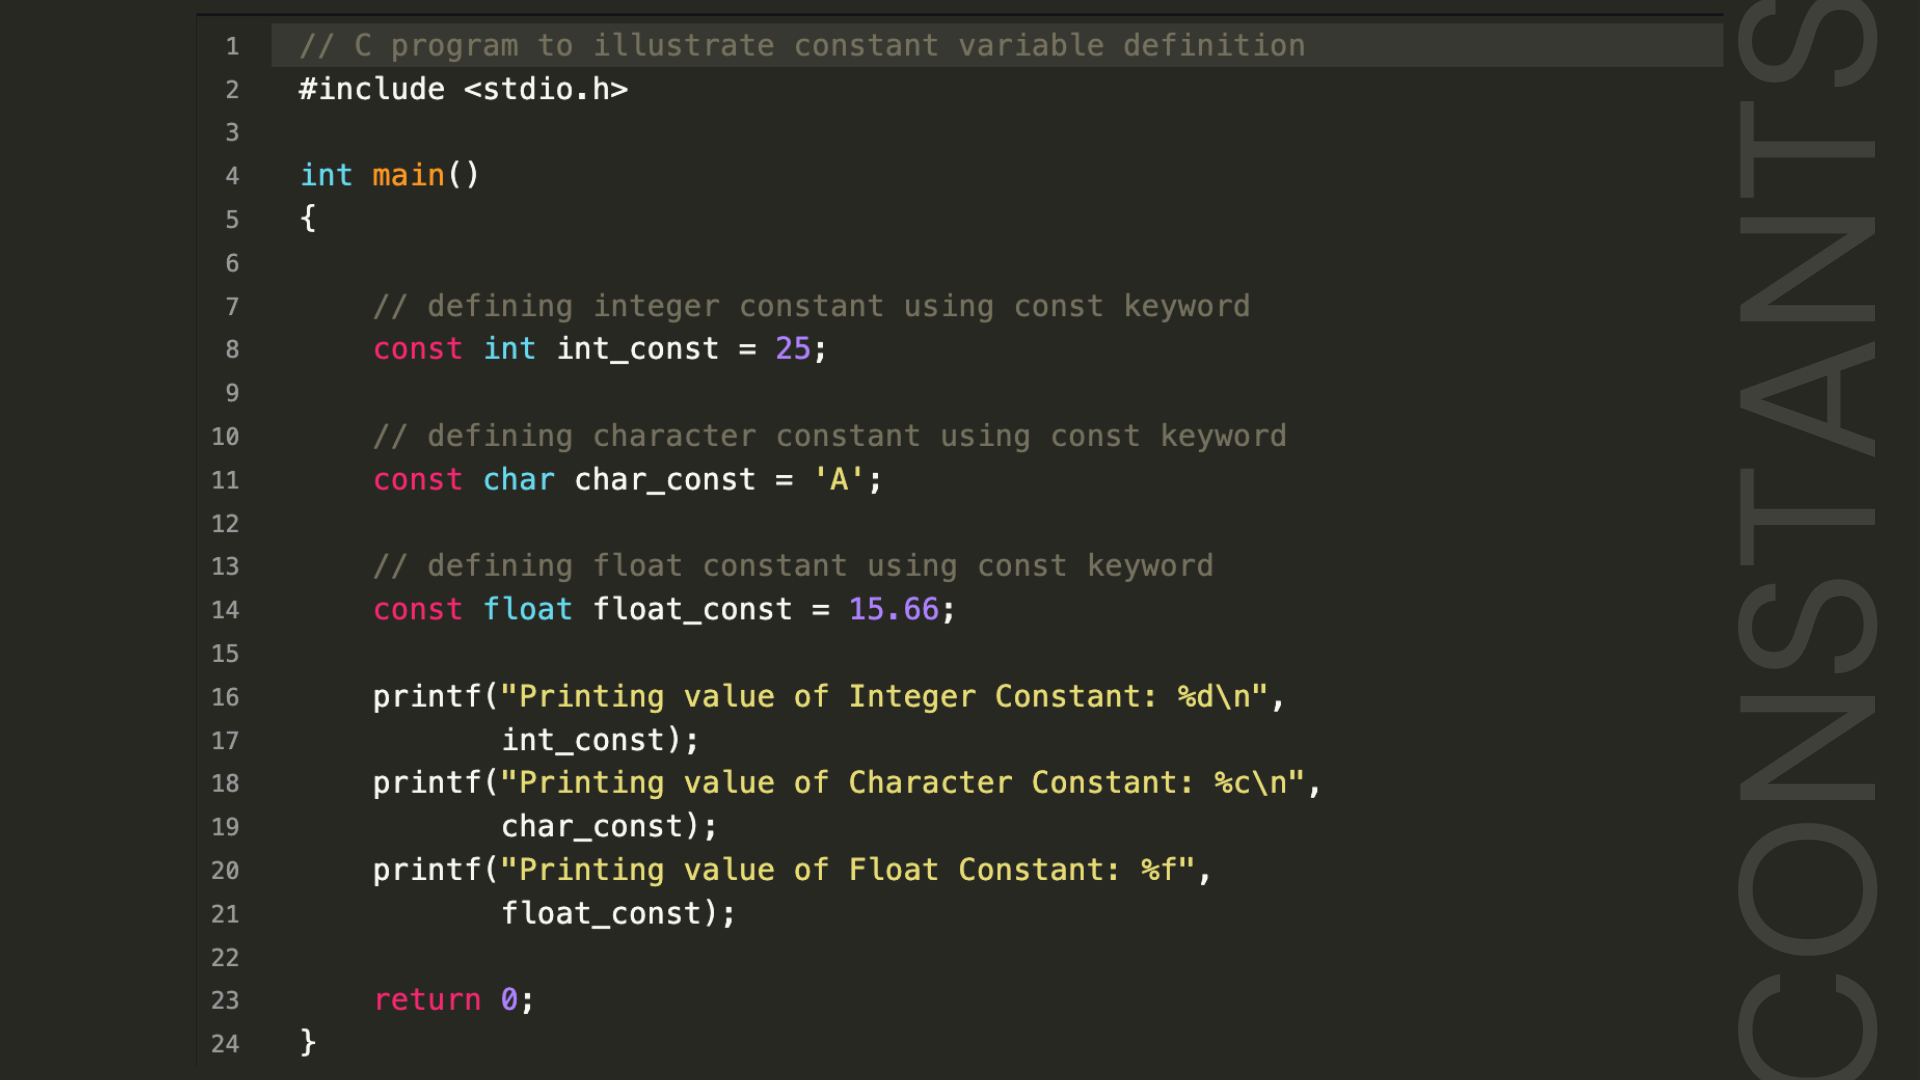 1 // C program to illustrate constant variable definition
2 #include <stdio.h>
3
4 int main()
5 {
6
7     // defining integer constant using const keyword
8     const int int_const = 25;
9
10     // defining character constant using const keyword
11     const char char_const = 'A';
12
13     // defining float constant using const keyword
14     const float float_const = 15.66;
15
16     printf("Printing value of Integer Constant: %d\n",
17            int_const);
18     printf("Printing value of Character Constant: %c\n",
19            char_const);
20     printf("Printing value of Float Constant: %f",
21            float_const);
22
23     return 0;
24 }
CONSTANTS